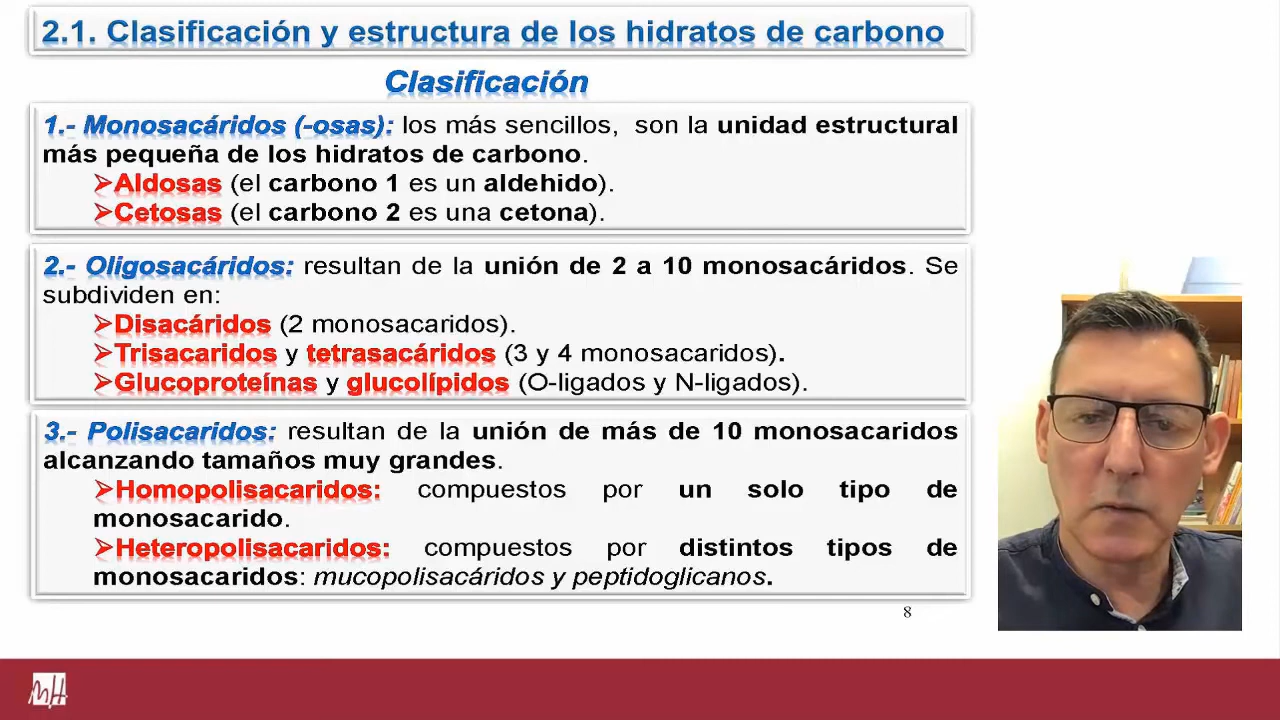 2.1. Clasificación y estructura de los hidratos de carbono
Clasificación
1.- Monosacáridos (-osas): los más sencillos, son la unidad estructural
más pequeña de los hidratos de carbono.
➢Aldosas (el carbono 1 es un aldehido).
➢Cetosas (el carbono 2 es una cetona).
2.- Oligosacáridos: resultan de la unión de 2 a 10 monosacáridos. Se
subdividen en:
➢Disacáridos (2 monosacaridos).
➢Trisacaridos y tetrasacáridos (3 y 4 monosacaridos).
➢Glucoproteínas y glucolípidos (O-ligados y N-ligados).
3.- Polisacaridos: resultan de la unión de más de 10 monosacaridos
alcanzando tamaños muy grandes.
➢Homopolisacaridos: compuestos por un solo tipo de
monosacarido.
➢Heteropolisacaridos: compuestos por distintos tipos de
monosacaridos: mucopolisacáridos y peptidoglicanos.
8
MH